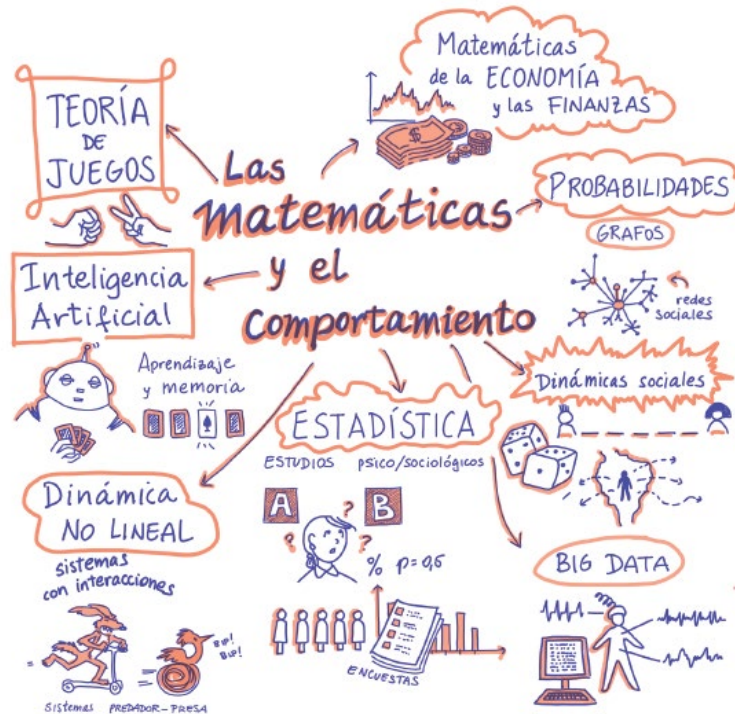 Las
Matemáticas
y el
Comportamiento
TEORÍA
DE
JUEGOS
Matemáticas
de la ECONOMÍA
y las FINANZAS
$
PROBABILIDADES
GRAFOS
redes
sociales
Inteligencia
Artificial
Aprendizaje
y memoria
Dinámicas sociales
ESTADÍSTICA
ESTUDIOS psico/sociológicos
A B
? ? ? ?
% p=0,6
ENCUESTAS
Dinámica
NO LINEAL
sistemas
con interacciones
BIP!
BIP!
=
sistemas PREDADOR-PRESA
BIG DATA